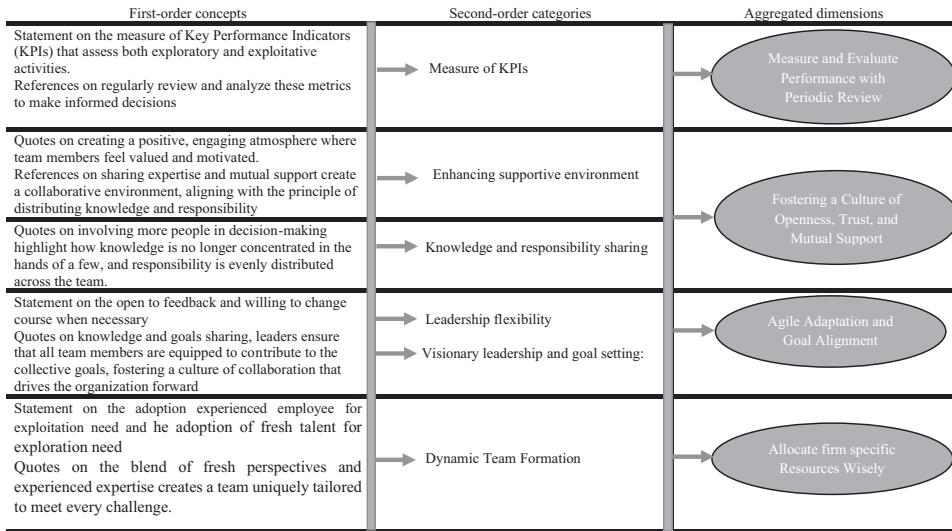 First-order concepts
Second-order categories
Aggregated dimensions
Statement on the measure of Key Performance Indicators
(KPIs) that assess both exploratory and exploitative
activities.
References on regularly review and analyze these metrics
to make informed decisions
Measure of KPIs
Measure and Evaluate
Performance with
Periodic Review
Quotes on creating a positive, engaging atmosphere where
team members feel valued and motivated.
References on sharing expertise and mutual support create
a collaborative environment, aligning with the principle of
distributing knowledge and responsibility
Enhancing supportive environment
Quotes on involving more people in decision-making
highlight how knowledge is no longer concentrated in the
hands of a few, and responsibility is evenly distributed
across the team.
Knowledge and responsibility sharing
Fostering a Culture of
Openness, Trust, and
Mutual Support
Statement on the open to feedback and willing to change
course when necessary
Quotes on knowledge and goals sharing, leaders ensure
that all team members are equipped to contribute to the
collective goals, fostering a culture of collaboration that
drives the organization forward
Leadership flexibility
Visionary leadership and goal setting:
Agile Adaptation and
Goal Alignment
Statement on the adoption experienced employee for
exploitation need and he adoption of fresh talent for
exploration need
Quotes on the blend of fresh perspectives and
experienced expertise creates a team uniquely tailored
to meet every challenge.
Dynamic Team Formation
Allocate firm specific
Resources Wisely